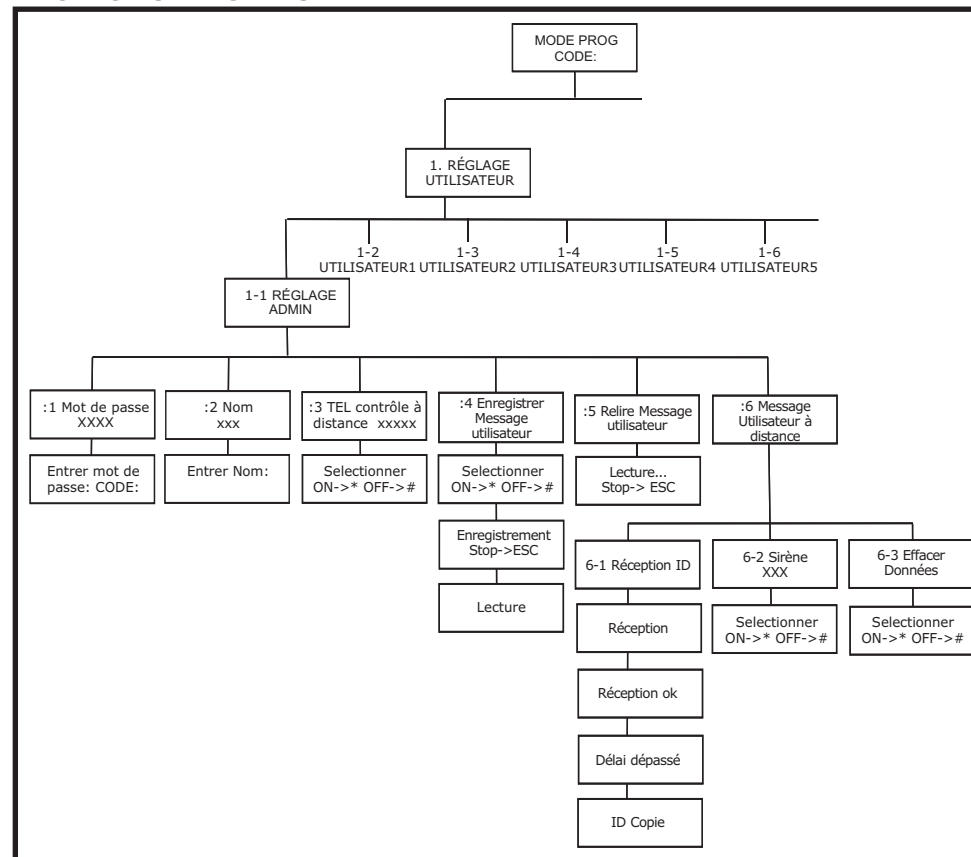 MODE PROG
CODE:
1. RÉGLAGE
UTILISATEUR
1-2
UTILISATEUR1
1-3
UTILISATEUR2
1-4
UTILISATEUR3
1-5
UTILISATEUR4
1-6
UTILISATEUR5
1-1 RÉGLAGE
ADMIN
:1 Mot de passe
XXXX
Entrer mot de
passe: CODE:
:2 Nom
xxx
Entrer Nom:
:3 TEL contrôle à
distance xxxxx
Selectionner
ON->* OFF->#
:4 Enregistrer
Message
utilisateur
Selectionner
ON->* OFF->#
Enregistrement
Stop->ESC
Lecture
:5 Relire Message
utilisateur
Lecture...
Stop-> ESC
:6 Message
Utilisateur à
distance
6-1 Réception ID
Réception
Réception ok
Délai dépassé
ID Copie
6-2 Sirène
XXX
Selectionner
ON->* OFF->#
6-3 Effacer
Données
Selectionner
ON->* OFF->#